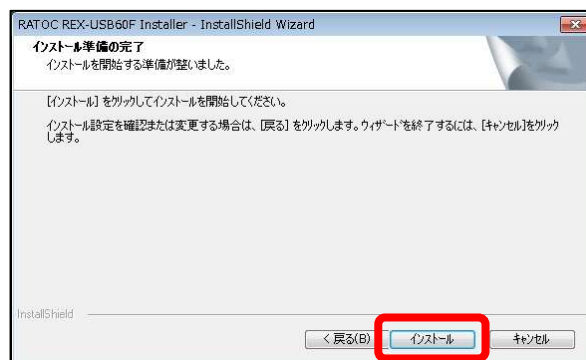 RATOC REX-USB60F Installer - InstallShield Wizard
インストール準備の完了
インストールを開始する準備が整いました。
[インストール] をクリックしてインストールを開始してください。
インストール設定を確認または変更する場合は、[戻る] をクリックします。ウィザードを終了するには、[キャンセル]をクリック
します。
InstallShield
< 戻る(B)
インストール
キャンセル